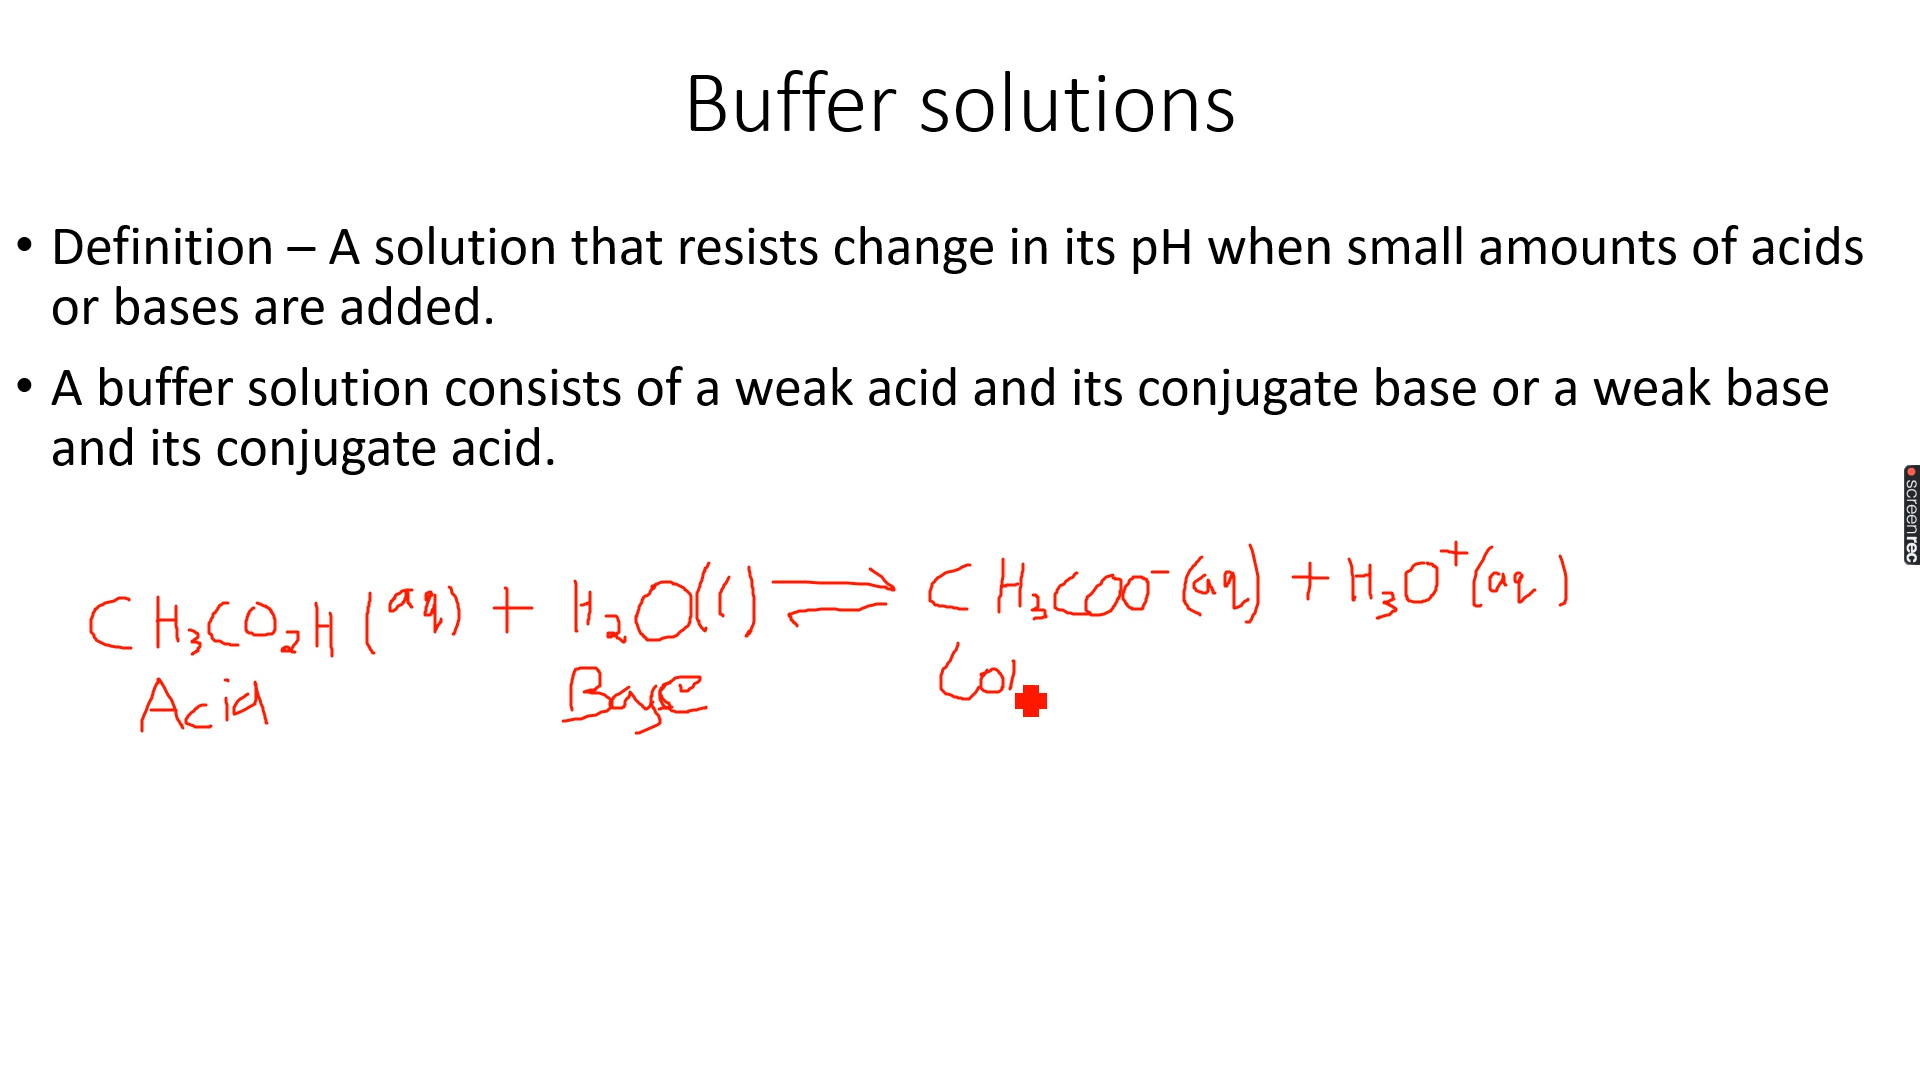 Buffer solutions
• Definition – A solution that resists change in its pH when small amounts of acids
or bases are added.
• A buffer solution consists of a weak acid and its conjugate base or a weak base
and its conjugate acid.
CH₃CO₂H (aq) + H₂O(l) ⇌ CH₃COO⁻(aq) + H₃O⁺(aq)
Acid Base
screenrec